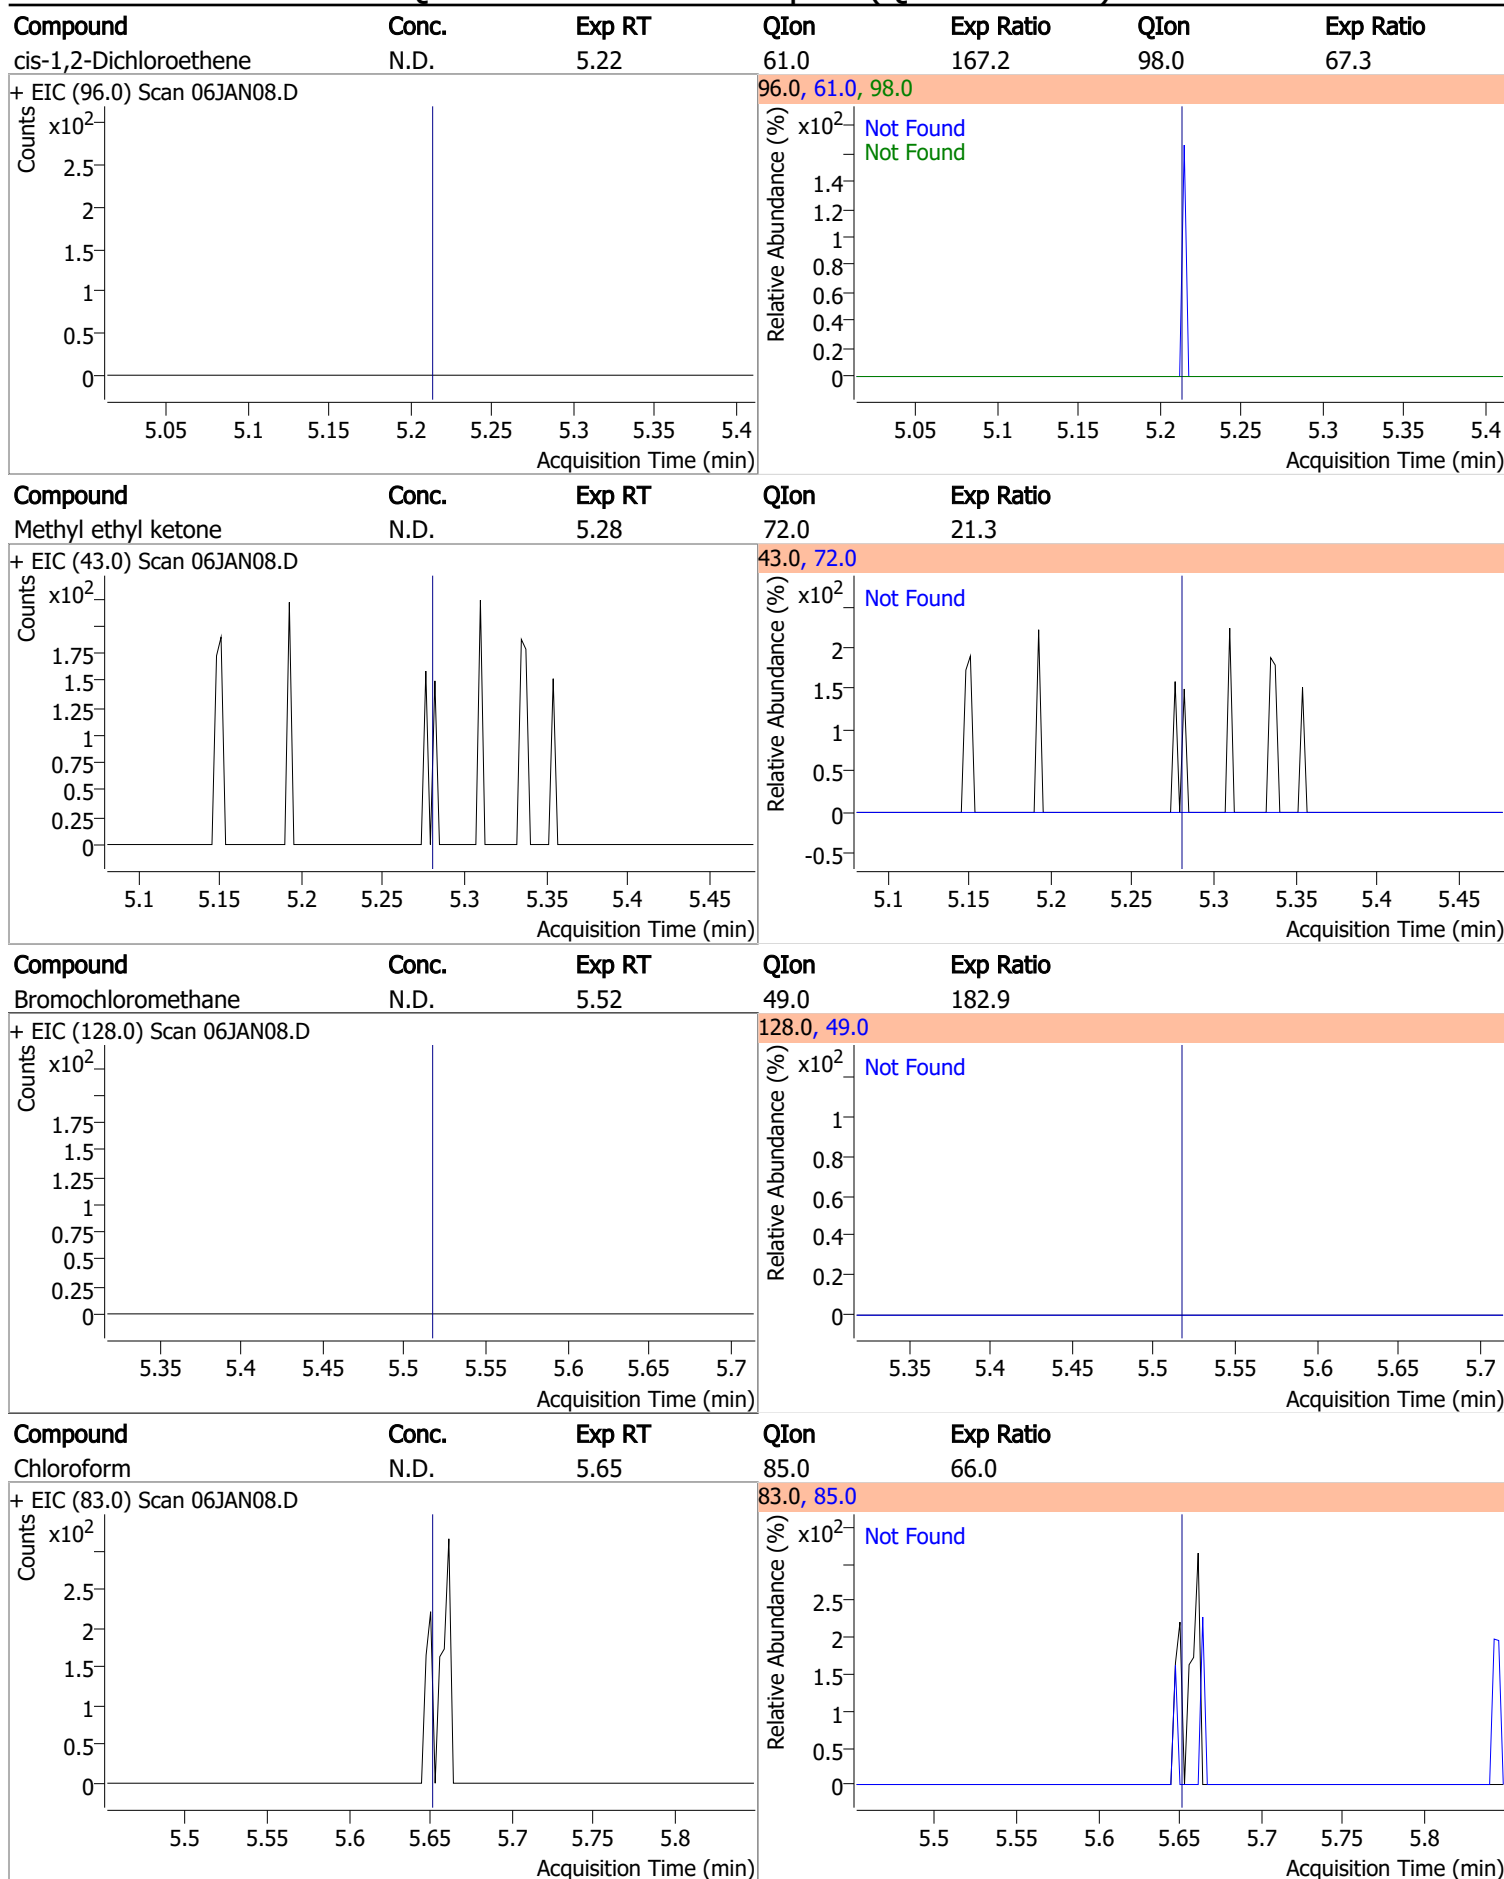 Compound Conc. Exp RT QIon Exp Ratio QIon Exp Ratio
cis-1,2-Dichloroethene N.D. 5.22 61.0 167.2 98.0 67.3
+ EIC (96.0) Scan 06JAN08.D
Counts
x10²
2.5
2
1.5
1
0.5
0
5.05 5.1 5.15 5.2 5.25 5.3 5.35 5.4
Acquisition Time (min)
96.0, 61.0, 98.0
Relative Abundance (%)
x10²
Not Found
Not Found
1.4
1.2
1
0.8
0.6
0.4
0.2
0
5.05 5.1 5.15 5.2 5.25 5.3 5.35 5.4
Acquisition Time (min)
Compound Conc. Exp RT QIon Exp Ratio
Methyl ethyl ketone N.D. 5.28 72.0 21.3
+ EIC (43.0) Scan 06JAN08.D
Counts
x10²
1.75
1.5
1.25
1
0.75
0.5
0.25
0
5.1 5.15 5.2 5.25 5.3 5.35 5.4 5.45
Acquisition Time (min)
43.0, 72.0
Relative Abundance (%)
x10²
Not Found
2
1.5
1
0.5
0
-0.5
5.1 5.15 5.2 5.25 5.3 5.35 5.4 5.45
Acquisition Time (min)
Compound Conc. Exp RT QIon Exp Ratio
Bromochloromethane N.D. 5.52 49.0 182.9
+ EIC (128.0) Scan 06JAN08.D
Counts
x10²
1.75
1.5
1.25
1
0.75
0.5
0.25
0
5.35 5.4 5.45 5.5 5.55 5.6 5.65 5.7
Acquisition Time (min)
128.0, 49.0
Relative Abundance (%)
x10²
Not Found
1
0.8
0.6
0.4
0.2
0
5.35 5.4 5.45 5.5 5.55 5.6 5.65 5.7
Acquisition Time (min)
Compound Conc. Exp RT QIon Exp Ratio
Chloroform N.D. 5.65 85.0 66.0
+ EIC (83.0) Scan 06JAN08.D
Counts
x10²
2.5
2
1.5
1
0.5
0
5.5 5.55 5.6 5.65 5.7 5.75 5.8
Acquisition Time (min)
83.0, 85.0
Relative Abundance (%)
x10²
Not Found
2.5
2
1.5
1
0.5
0
5.5 5.55 5.6 5.65 5.7 5.75 5.8
Acquisition Time (min)